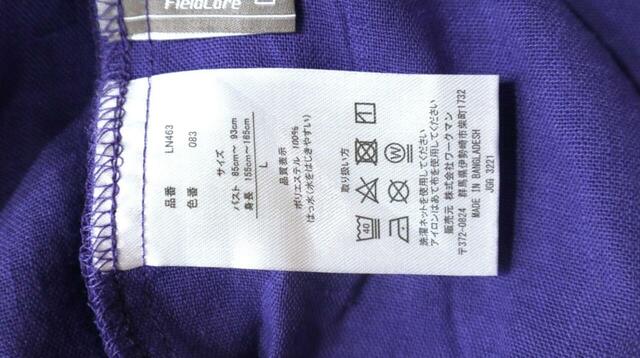 FieldCore
品番 LN463
色番 083
サイズ
バスト 85cm～ 93cm
身長 155cm～165cm
L
品質表示
ポリエステル 100%
はっ水(水をはじきやすい)
取り扱い方
40
W
洗濯ネットを使用してください
アイロンはあて布を使用してください
販売元 株式会社ワークマン
〒372-0824 群馬県伊勢崎市柴町1732
MADE IN BANGLADESH
JGG 3221